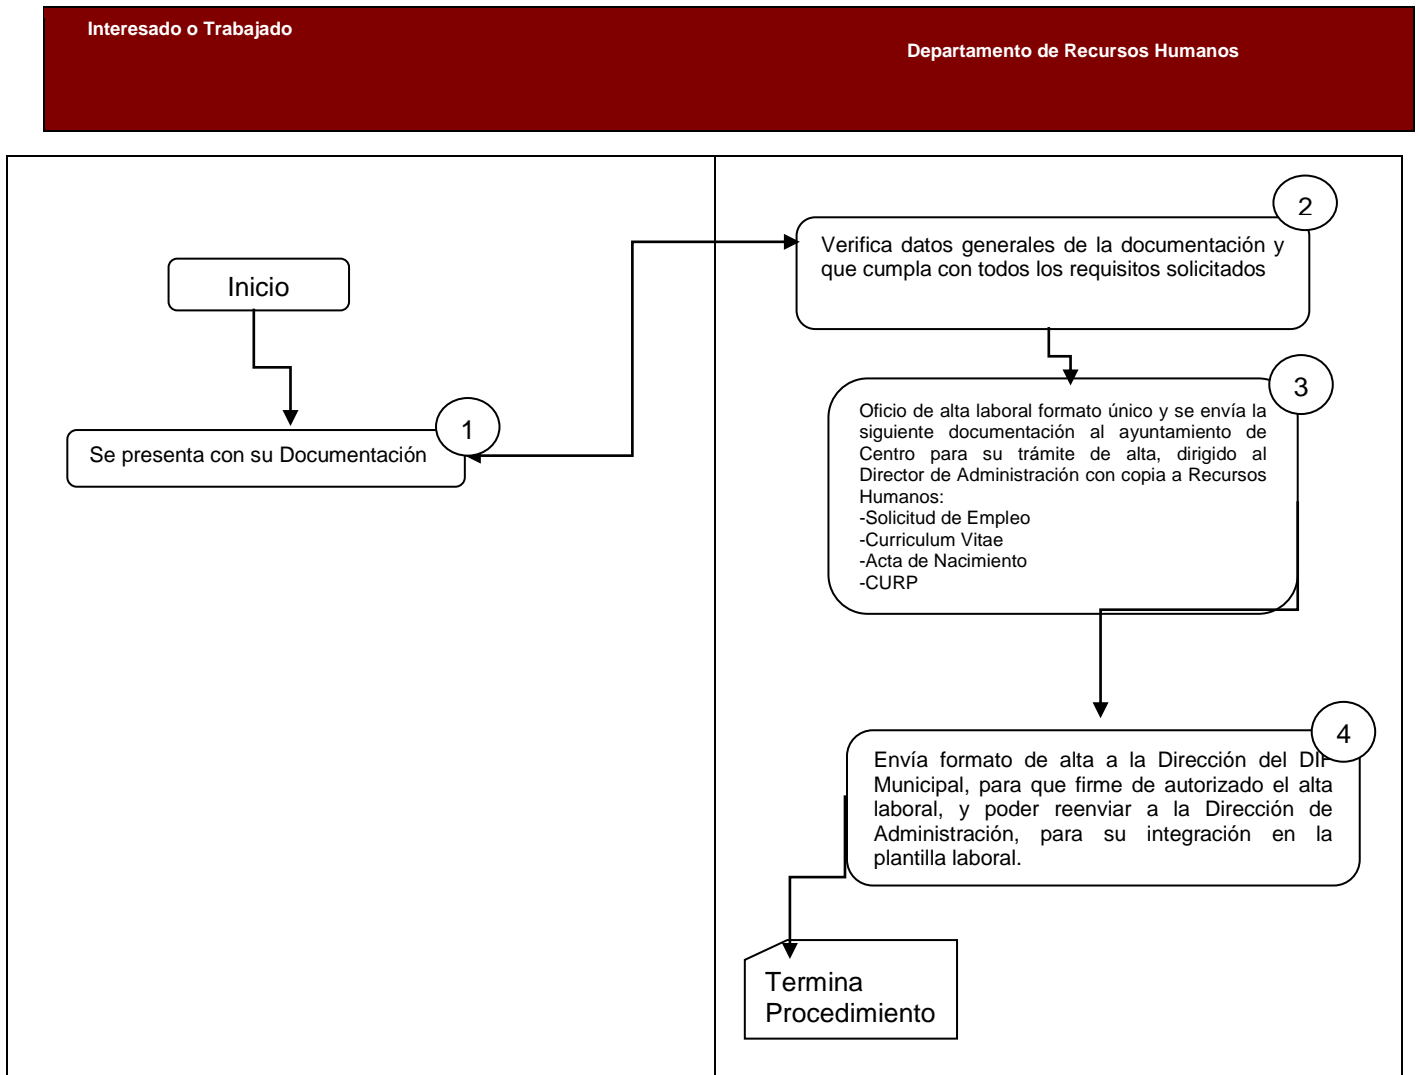 Interesado o Trabajado
Departamento de Recursos Humanos
Inicio
1
Se presenta con su Documentación
2
Verifica datos generales de la documentación y
que cumpla con todos los requisitos solicitados
3
Oficio de alta laboral formato único y se envía la
siguiente documentación al ayuntamiento de
Centro para su trámite de alta, dirigido al
Director de Administración con copia a Recursos
Humanos:
-Solicitud de Empleo
-Curriculum Vitae
-Acta de Nacimiento
-CURP
4
Envía formato de alta a la Dirección del DIF
Municipal, para que firme de autorizado el alta
laboral, y poder reenviar a la Dirección de
Administración, para su integración en la
plantilla laboral.
Termina
Procedimiento